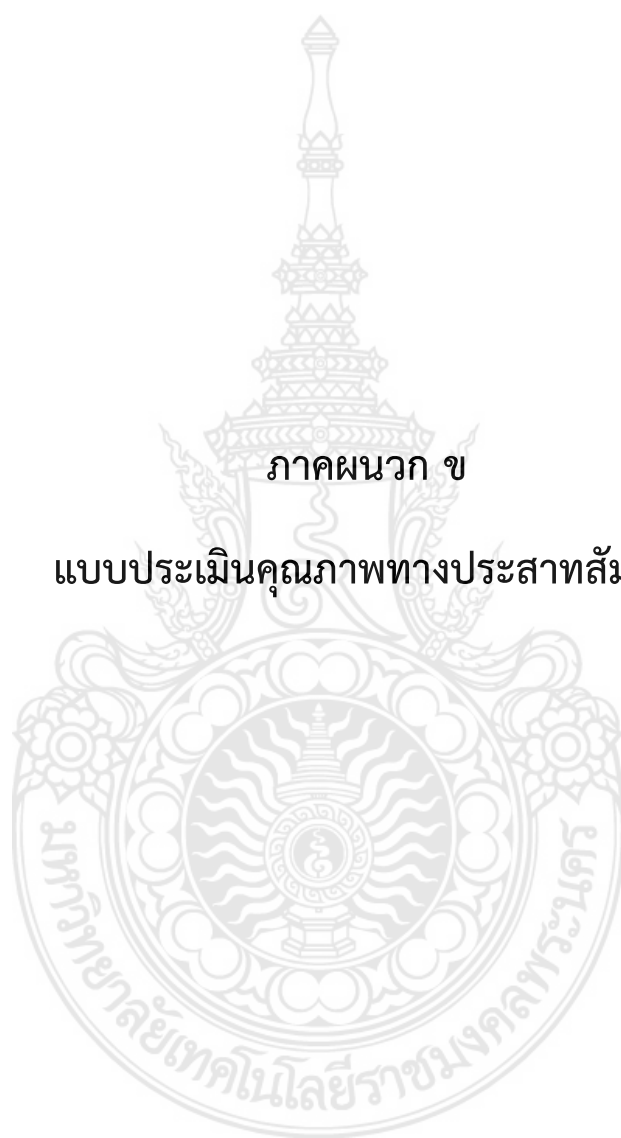 ภาคผนวก ข
แบบประเมินคุณภาพทางประสาทสัม
มหาวิทยาลัยเทคโนโลยีราชมงคลพระนคร